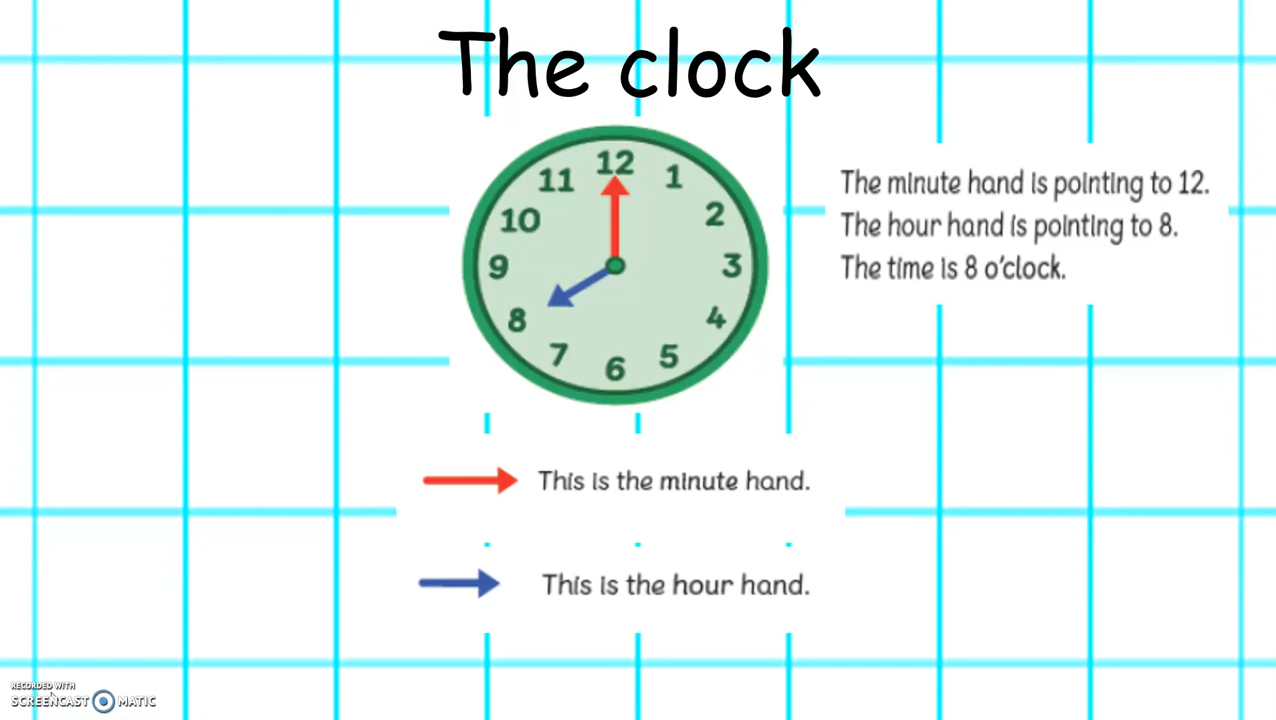 The clock
12
11
1
10
2
9
3
8
4
7
5
6
The minute hand is pointing to 12.
The hour hand is pointing to 8.
The time is 8 o'clock.
This is the minute hand.
This is the hour hand.
RECORDED WITH
SCREENCAST MATIC